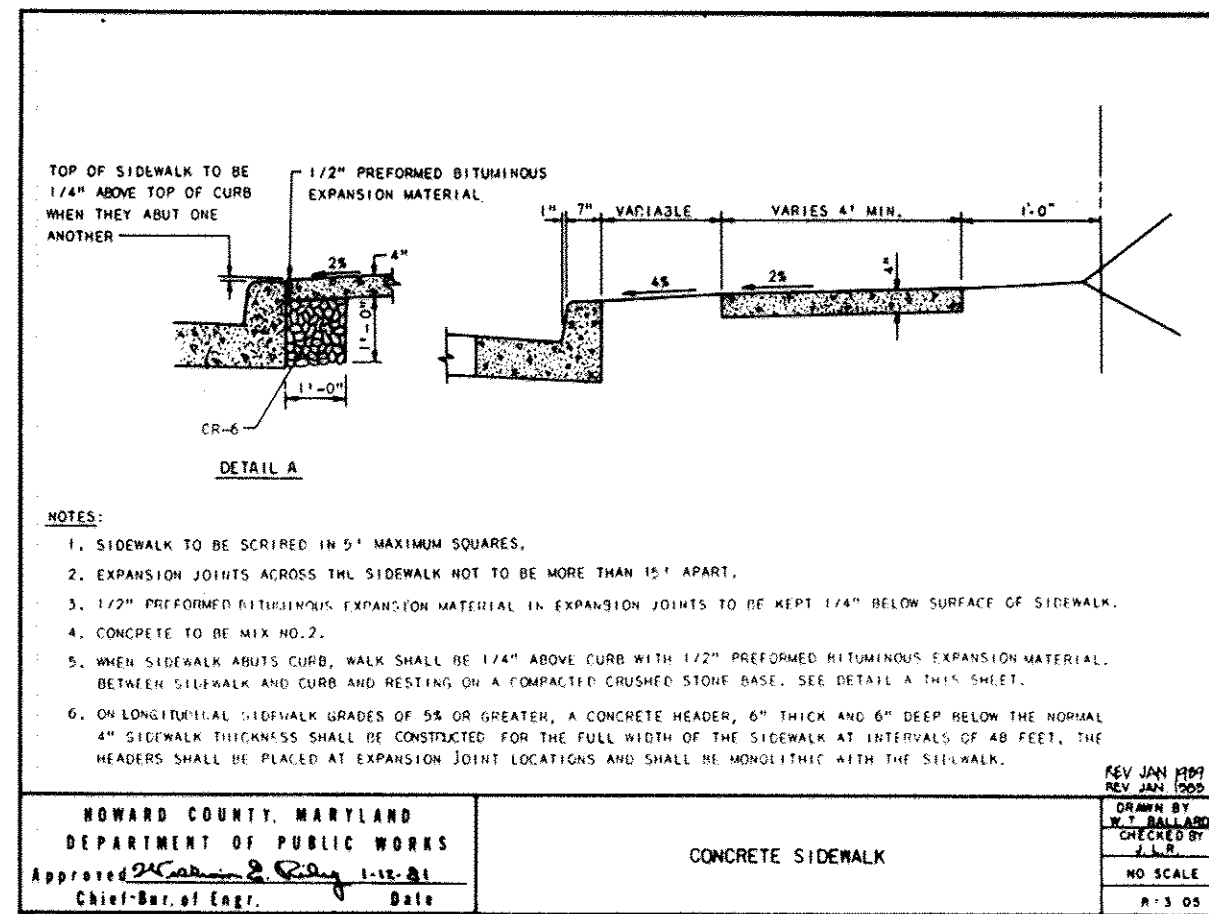 TOP OF SIDEWALK TO BE
1/4" ABOVE TOP OF CURB
WHEN THEY ABUT ONE
ANOTHER
1/2" PREFORMED BITUMINOUS
EXPANSION MATERIAL
2%
4"
1'-0"
1'-0"
CR-6
DETAIL A
1"
7"
VARIABLE
VARIES 4' MIN.
1'-0"
4%
2%
4"
NOTES:
1. SIDEWALK TO BE SCRIBED IN 5' MAXIMUM SQUARES.
2. EXPANSION JOINTS ACROSS THE SIDEWALK NOT TO BE MORE THAN 15' APART.
3. 1/2" PREFORMED BITUMINOUS EXPANSION MATERIAL IN EXPANSION JOINTS TO BE KEPT 1/4" BELOW SURFACE OF SIDEWALK.
4. CONCRETE TO BE MIX NO.2.
5. WHEN SIDEWALK ABUTS CURB, WALK SHALL BE 1/4" ABOVE CURB WITH 1/2" PREFORMED BITUMINOUS EXPANSION MATERIAL.
BETWEEN SIDEWALK AND CURB AND RESTING ON A COMPACTED CRUSHED STONE BASE. SEE DETAIL A THIS SHEET.
6. ON LONGITUDINAL SIDEWALK GRADES OF 5% OR GREATER, A CONCRETE HEADER, 6" THICK AND 6" DEEP BELOW THE NORMAL
4" SIDEWALK THICKNESS SHALL BE CONSTRUCTED FOR THE FULL WIDTH OF THE SIDEWALK AT INTERVALS OF 48 FEET. THE
HEADERS SHALL BE PLACED AT EXPANSION JOINT LOCATIONS AND SHALL BE MONOLITHIC WITH THE SIDEWALK.
REV JAN 1989
REV JAN
HOWARD COUNTY, MARYLAND
DEPARTMENT OF PUBLIC WORKS
Approved William E. Riley 1-12-81
Chief-Bur. of Engr. Date
CONCRETE SIDEWALK
DRAWN BY
W.T. BALLARD
CHECKED BY
J.L.R.
NO SCALE
R-3 05